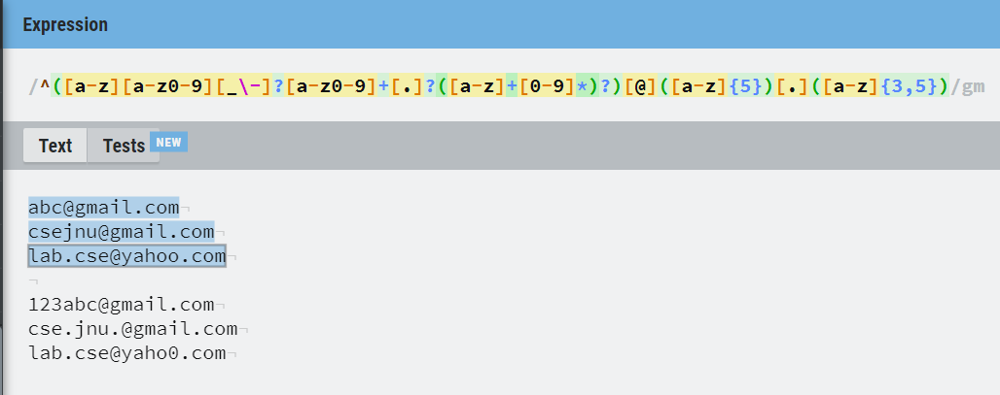 Expression
/^([a-z][a-z0-9][_\-]?[a-z0-9]+[.]?([a-z]+[0-9]*)?)[@]([a-z]{5})[.]([a-z]{3,5})/gm
Text Tests NEW
abc@gmail.com¬
csejnu@gmail.com¬
lab.cse@yahoo.com¬
¬
123abc@gmail.com¬
cse.jnu.@gmail.com¬
lab.cse@yaho0.com¬